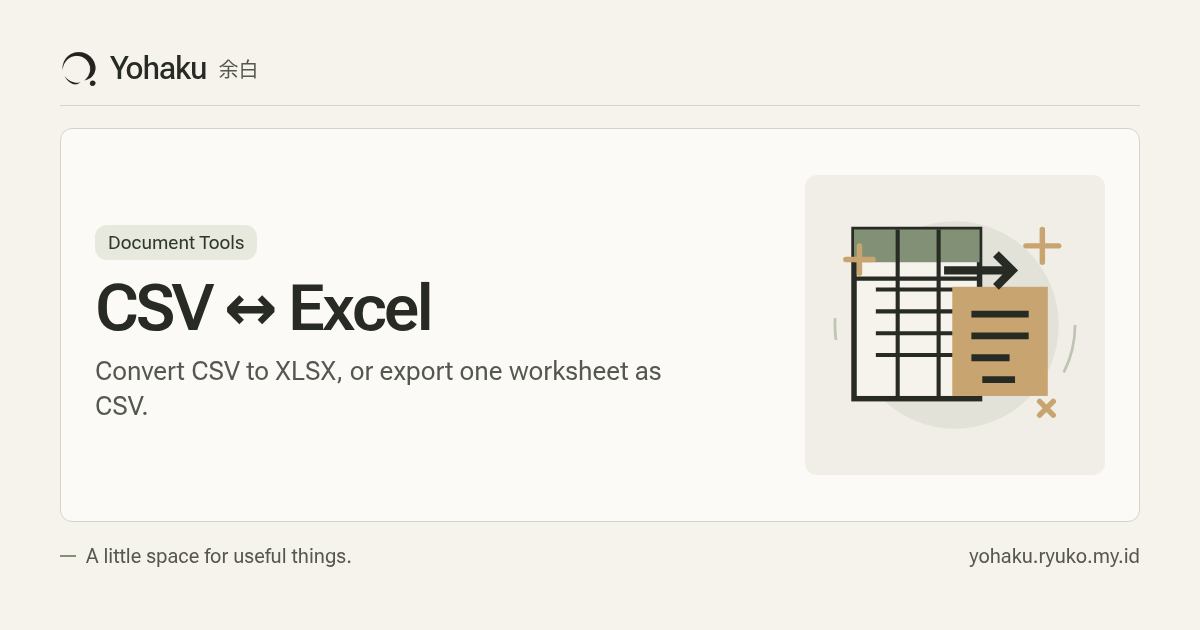 Yohaku 余白
Document Tools
CSV ↔ Excel
Convert CSV to XLSX, or export one worksheet as
CSV.
— A little space for useful things.
yohaku.ryuko.my.id